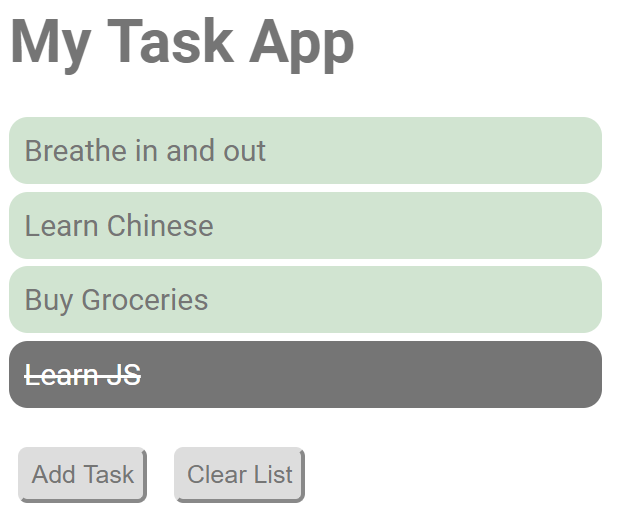 My Task App
Breathe in and out
Learn Chinese
Buy Groceries
Learn JS
Add Task
Clear List